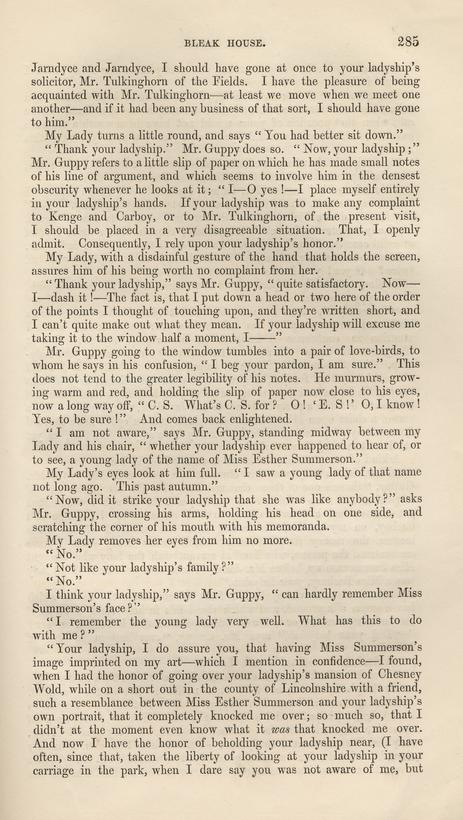 BLEAK HOUSE. 285
Jarndyce and Jarndyce, I should have gone at once to your ladyship's
solicitor, Mr. Tulkinghorn of the Fields. I have the pleasure of being
acquainted with Mr. Tulkinghorn—at least we move when we meet one
another—and if it had been any business of that sort, I should have gone
to him."
My Lady turns a little round, and says "You had better sit down."
"Thank your ladyship." Mr. Guppy does so. "Now, your ladyship;"
Mr. Guppy refers to a little slip of paper on which he has made small notes
of his line of argument, and which seems to involve him in the densest
obscurity whenever he looks at it; "I—O yes!—I place myself entirely
in your ladyship's hands. If your ladyship was to make any complaint
to Kenge and Carboy, or to Mr. Tulkinghorn, of the present visit,
I should be placed in a very disagreeable situation. That, I openly
admit. Consequently, I rely upon your ladyship's honor."
My Lady, with a disdainful gesture of the hand that holds the screen,
assures him of his being worth no complaint from her.
"Thank your ladyship," says Mr. Guppy, "quite satisfactory. Now—
I—dash it!—The fact is, that I put down a head or two here of the order
of the points I thought of touching upon, and they're written short, and
I can't quite make out what they mean. If your ladyship will excuse me
taking it to the window half a moment, I——"
Mr. Guppy going to the window tumbles into a pair of love-birds, to
whom he says in his confusion, "I beg your pardon, I am sure." This
does not tend to the greater legibility of his notes. He murmurs, grow-
ing warm and red, and holding the slip of paper now close to his eyes,
now a long way off, "C. S. What's C. S. for? O! 'E. S!' O, I know!
Yes, to be sure!" And comes back enlightened.
"I am not aware," says Mr. Guppy, standing midway between my
Lady and his chair, "whether your ladyship ever happened to hear of, or
to see, a young lady of the name of Miss Esther Summerson."
My Lady's eyes look at him full. "I saw a young lady of that name
not long ago. This past autumn."
"Now, did it strike your ladyship that she was like anybody?" asks
Mr. Guppy, crossing his arms, holding his head on one side, and
scratching the corner of his mouth with his memoranda.
My Lady removes her eyes from him no more.
"No."
"Not like your ladyship's family?"
"No."
I think your ladyship," says Mr. Guppy, "can hardly remember Miss
Summerson's face?"
"I remember the young lady very well. What has this to do
with me?"
"Your ladyship, I do assure you, that having Miss Summerson's
image imprinted on my art—which I mention in confidence—I found,
when I had the honor of going over your ladyship's mansion of Chesney
Wold, while on a short out in the county of Lincolnshire with a friend,
such a resemblance between Miss Esther Summerson and your ladyship's
own portrait, that it completely knocked me over; so much so, that I
didn't at the moment even know what it was that knocked me over.
And now I have the honor of beholding your ladyship near, (I have
often, since that, taken the liberty of looking at your ladyship in your
carriage in the park, when I dare say you was not aware of me, but